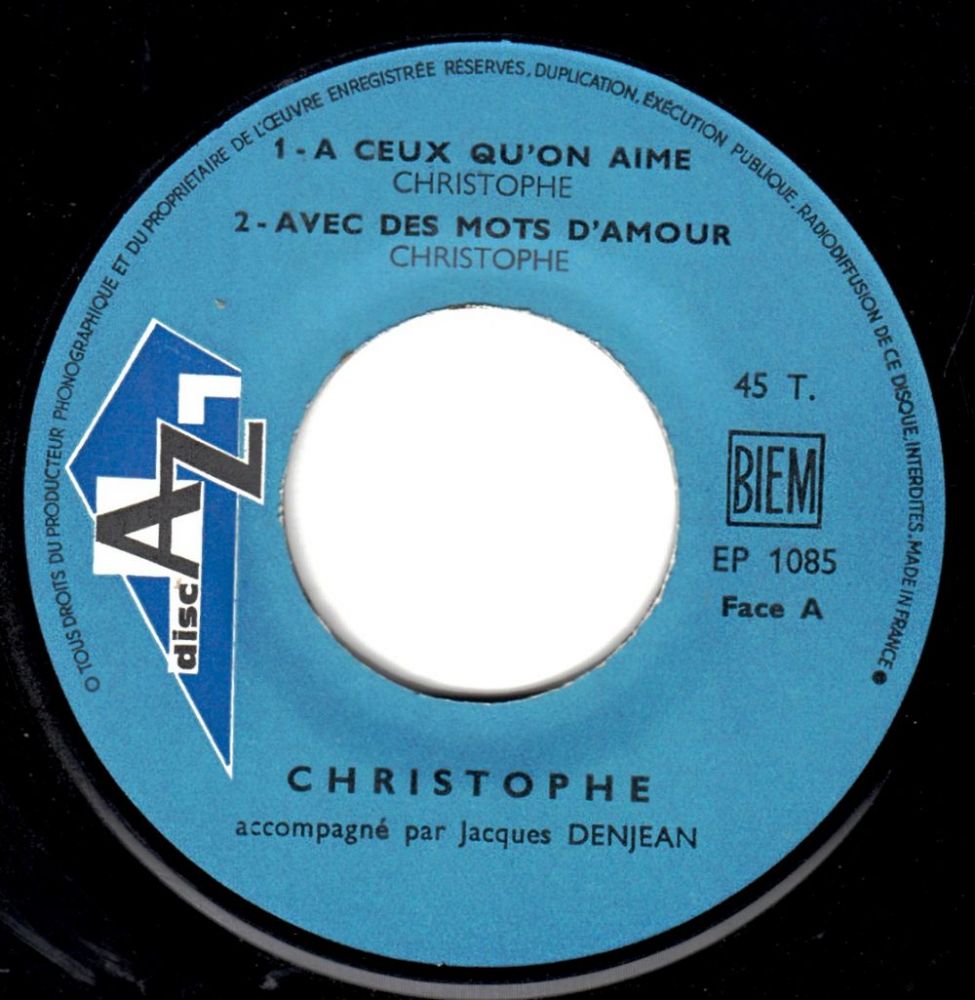 O TOUS DROITS DU PRODUCTEUR PHONOGRAPHIQUE ET DU PROPRIÉTAIRE DE L'ŒUVRE ENREGISTRÉE RÉSERVÉS. DUPLICATION, EXÉCUTION PUBLIQUE, RADIODIFFUSION DE CE DISQUE, INTERDITES. MADE IN FRANCE
1 - A CEUX QU'ON AIME
CHRISTOPHE
2 - AVEC DES MOTS D'AMOUR
CHRISTOPHE
disc AZ
45 T.
BIEM
EP 1085
Face A
CHRISTOPHE
accompagné par Jacques DENJEAN